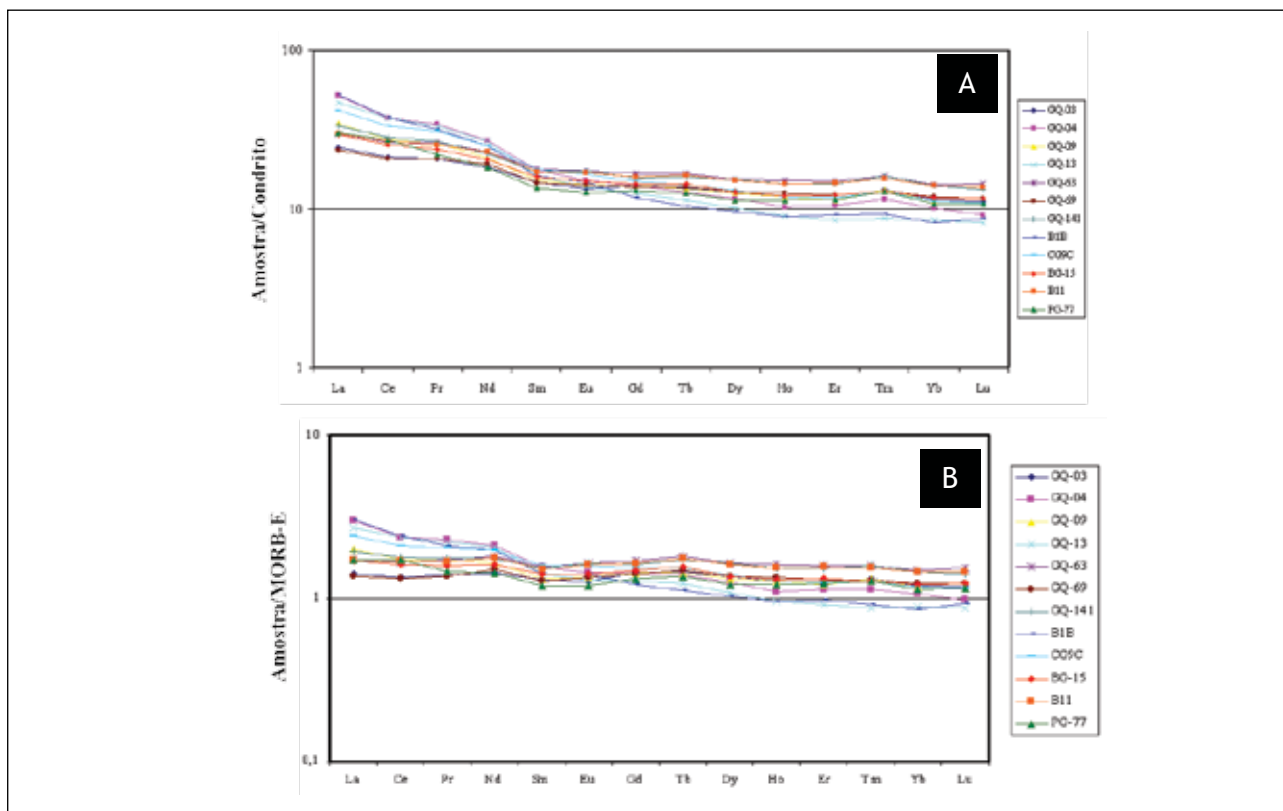 A
100
10
1
Amostra/Condrito
La Ce Pr Nd Sm Eu Gd Tb Dy Ho Er Tm Yb Lu
GQ-03
GQ-04
GQ-09
GQ-13
GQ-63
GQ-69
GQ-141
B1B
BG-15
B11
PG-77
B
10
1
0,1
Amostra/MORB-E
La Ce Pr Nd Sm Eu Gd Tb Dy Ho Er Tm Yb Lu
GQ-03
GQ-04
GQ-09
GQ-13
GQ-63
GQ-69
GQ-141
B1B
BG-15
B11
PG-77